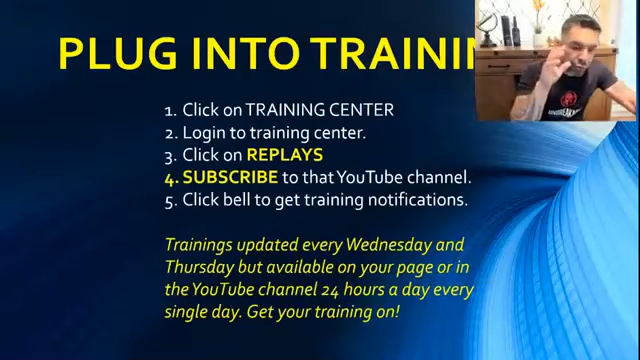 PLUG INTO TRAININ
1. Click on TRAINING CENTER
2. Login to training center.
3. Click on REPLAYS
4. SUBSCRIBE to that YouTube channel.
5. Click bell to get training notifications.
Trainings updated every Wednesday and
Thursday but available on your page or in
the YouTube channel 24 hours a day every
single day. Get your training on!